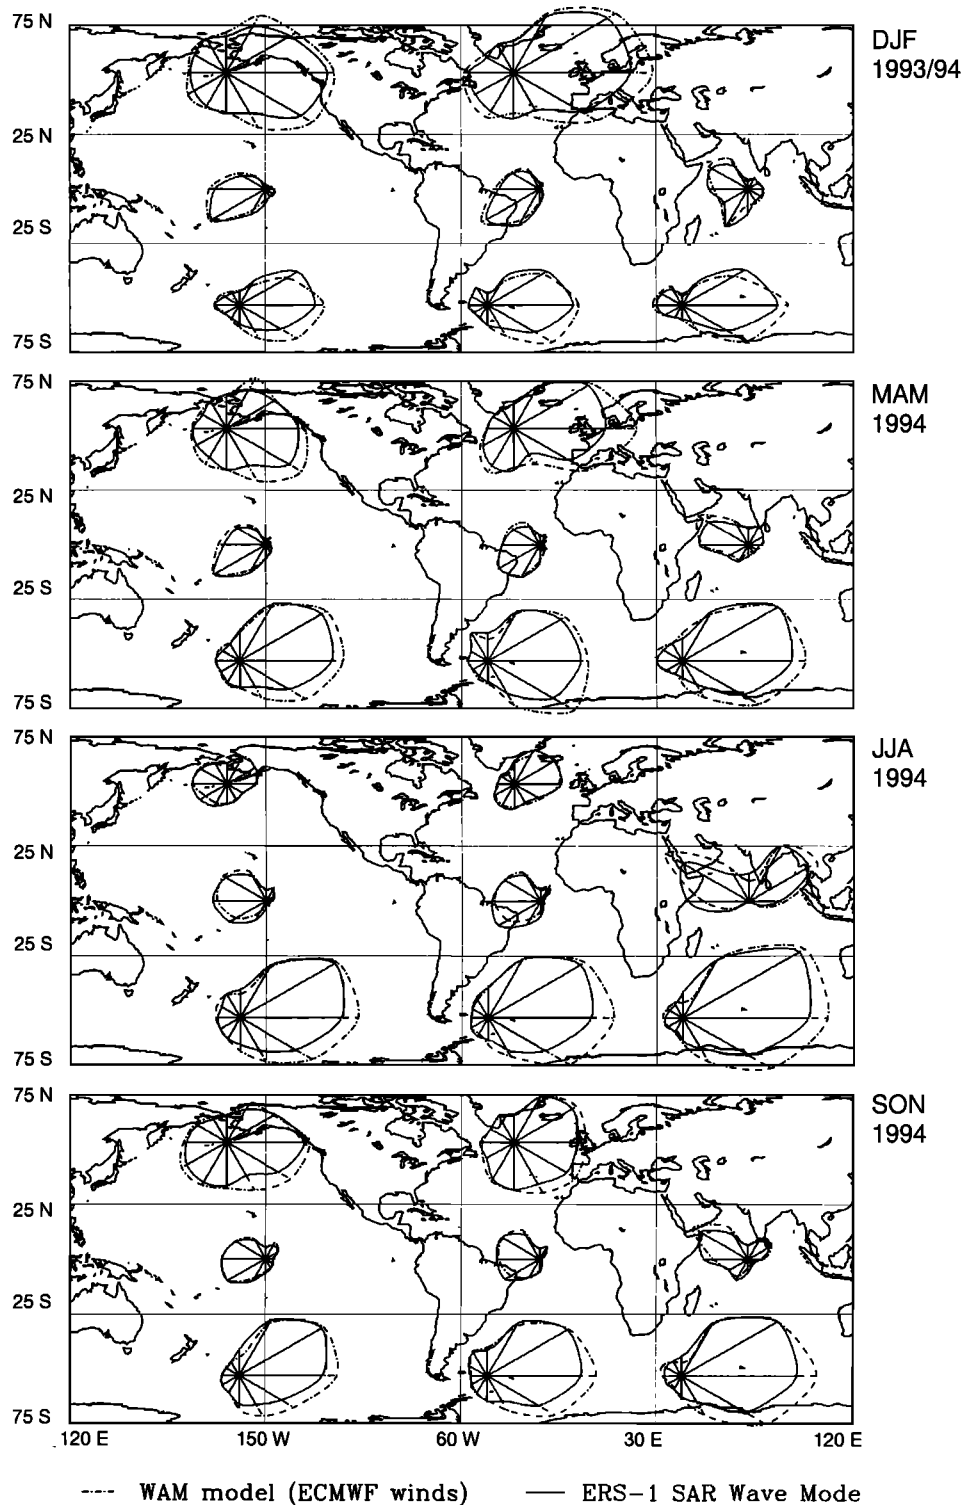 75 N
DJF
1993/94
25 N
25 S
75 S
75 N
MAM
1994
25 N
25 S
75 S
75 N
JJA
1994
25 N
25 S
75 S
75 N
SON
1994
25 N
25 S
75 S
120 E 150 W 60 W 30 E 120 E
WAM model (ECMWF winds) ERS-1 SAR Wave Mode